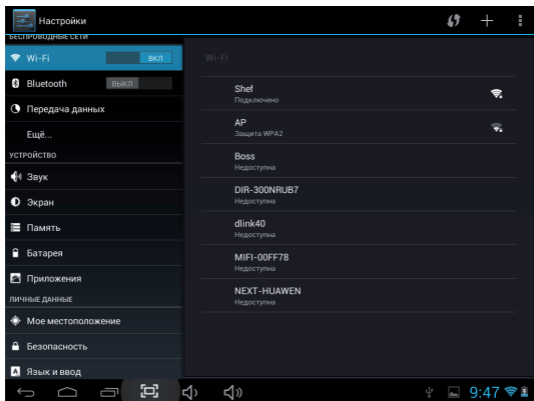 Настройки
БЕСПРОВОДНЫЕ СЕТИ
Wi-Fi
ВКЛ
Bluetooth
ВЫКЛ
Передача данных
Ещё...
УСТРОЙСТВО
Звук
Экран
Память
Батарея
Приложения
ЛИЧНЫЕ ДАННЫЕ
Мое местоположение
Безопасность
Язык и ввод
Wi-Fi
Shef
Подключено
AP
Защита WPA2
Boss
Недоступна
DIR-300NRUB7
Недоступна
dlink40
Недоступна
MIFI-00FF78
Недоступна
NEXT-HUAWEN
Недоступна
9:47